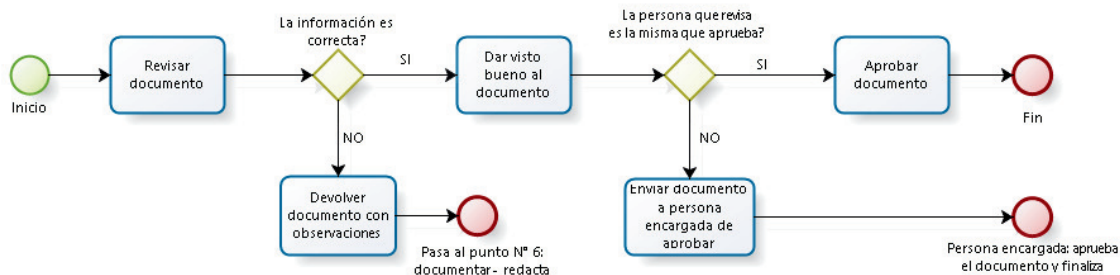 La información es
correcta?
La persona que revisa
es la misma que aprueba?
Inicio
Revisar
documento
SI
Dar visto
bueno al
documento
SI
Aprobar
documento
Fin
NO
NO
Devolver
documento con
observaciones
Pasa al punto N° 6:
documentar- redacta
Enviar documento
a persona
encargada de
aprobar
Persona encargada: aprueba
el documento y finaliza